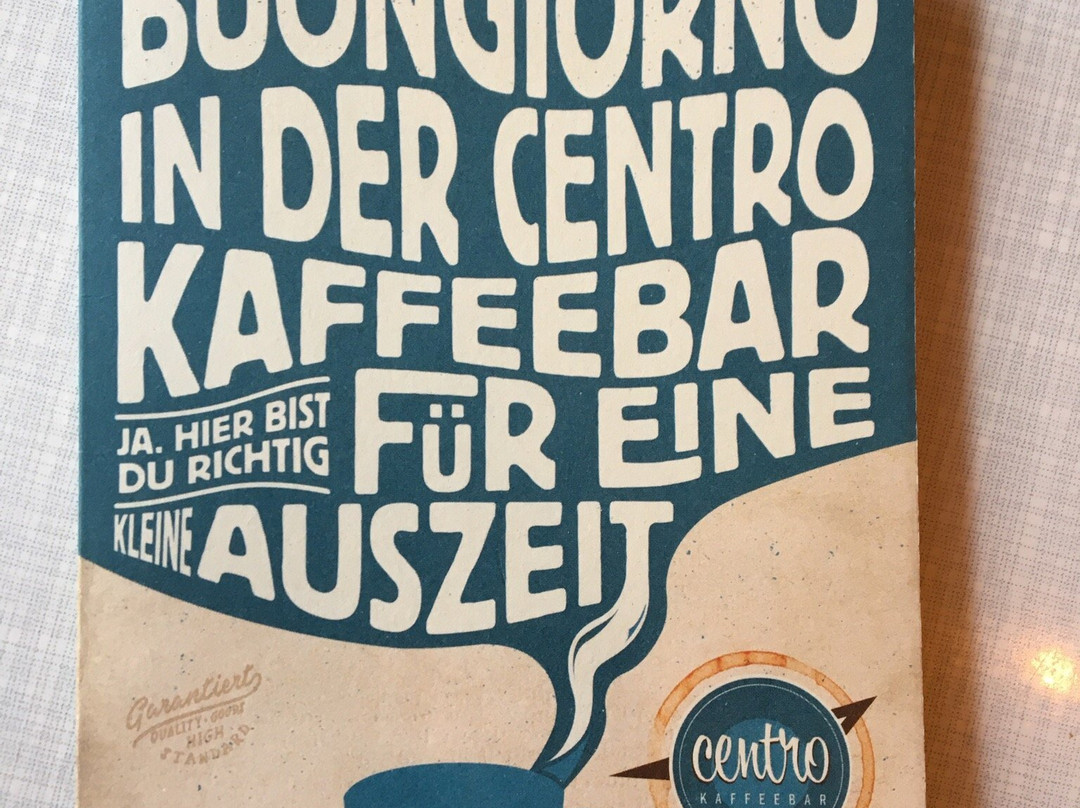 BUONGIORNO
IN DER CENTRO
KAFFEEBAR
JA. HIER BIST
DU RICHTIG
FÜR EINE
KLEINE AUSZEIT
Garantiert
QUALITY · GOODS
HIGH
STANDARD
centro
KAFFEEBAR